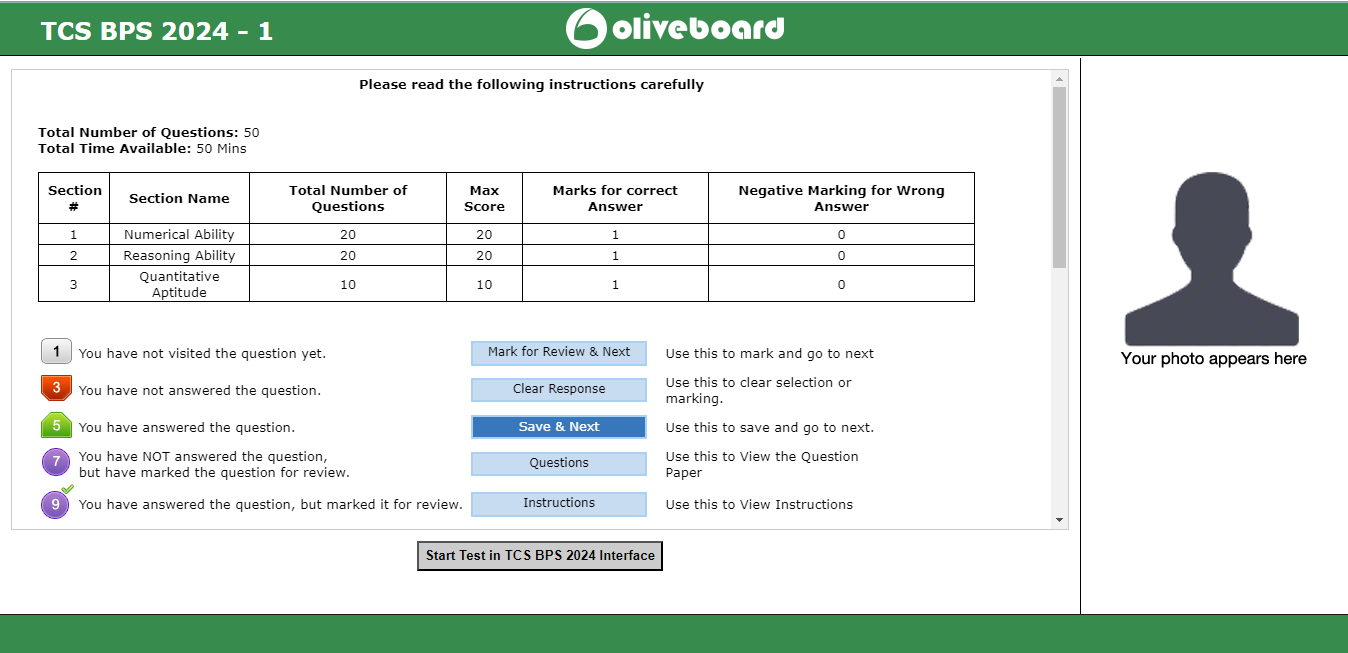 TCS BPS 2024 - 1
oliveboard
Please read the following instructions carefully
Total Number of Questions: 50
Total Time Available: 50 Mins
Section # Section Name Total Number of Questions Max Score Marks for correct Answer Negative Marking for Wrong Answer
1 Numerical Ability 20 20 1 0
2 Reasoning Ability 20 20 1 0
3 Quantitative Aptitude 10 10 1 0
1 You have not visited the question yet. Mark for Review & Next Use this to mark and go to next
3 You have not answered the question. Clear Response Use this to clear selection or marking.
5 You have answered the question. Save & Next Use this to save and go to next.
7 You have NOT answered the question, but have marked the question for review. Questions Use this to View the Question Paper
9 You have answered the question, but marked it for review. Instructions Use this to View Instructions
Start Test in TCS BPS 2024 Interface
Your photo appears here